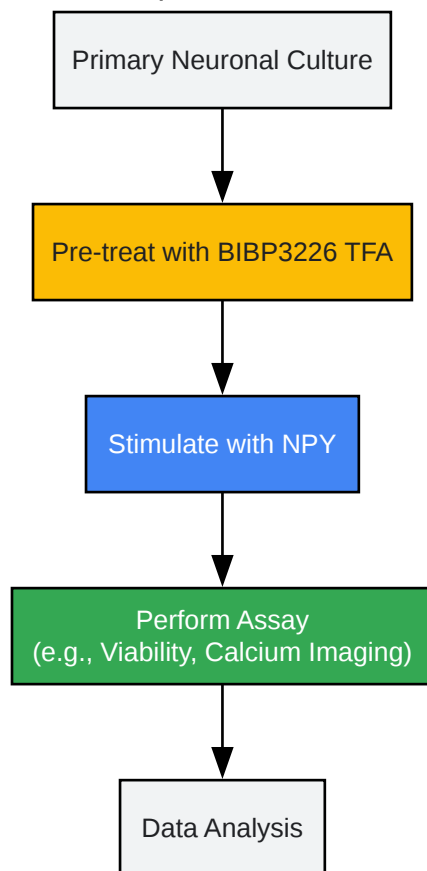 Primary Neuronal Culture
Pre-treat with BIBP3226 TFA
Stimulate with NPY
Perform Assay
(e.g., Viability, Calcium Imaging)
Data Analysis